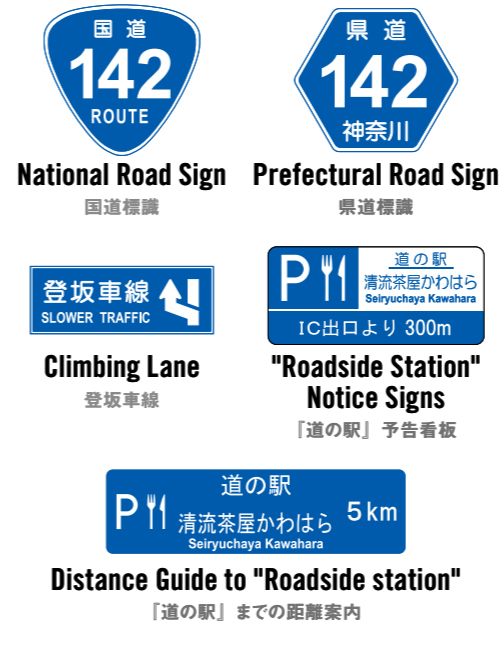 国道
142
ROUTE
県道
142
神奈川
National Road Sign
国道標識
Prefectural Road Sign
県道標識
登坂車線
SLOWER TRAFFIC
P
道の駅
清流茶屋かわはら
Seiryuchaya Kawahara
IC出口より 300m
Climbing Lane
登坂車線
"Roadside Station"
Notice Signs
『道の駅』予告看板
道の駅
P 清流茶屋かわはら 5km
Seiryuchaya Kawahara
Distance Guide to "Roadside station"
『道の駅』までの距離案内